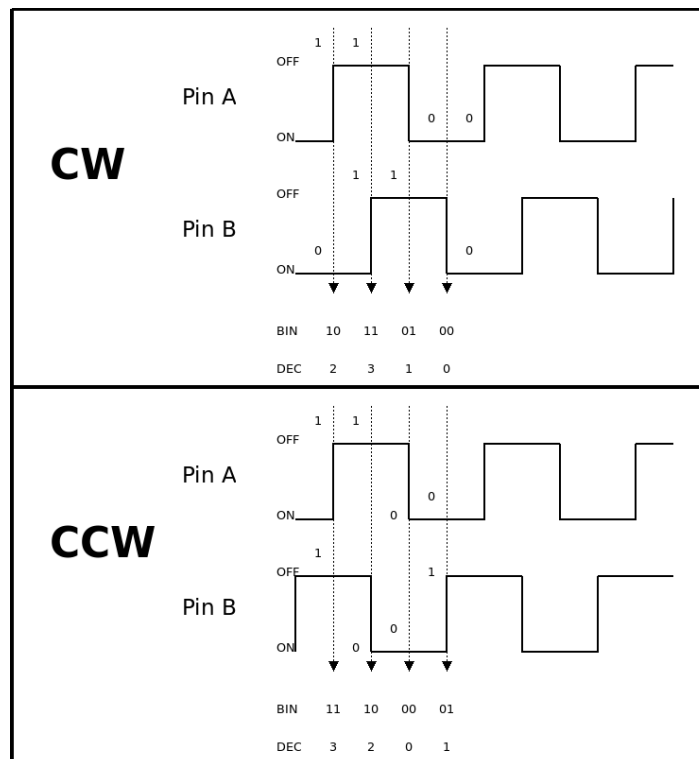 1 1
OFF
Pin A
0 0
ON
CW
1 1
OFF
Pin B
0 0
ON
BIN 10 11 01 00
DEC 2 3 1 0
1 1
OFF
Pin A
0
ON 0
CCW
1
OFF 1
Pin B
0
ON 0
BIN 11 10 00 01
DEC 3 2 0 1